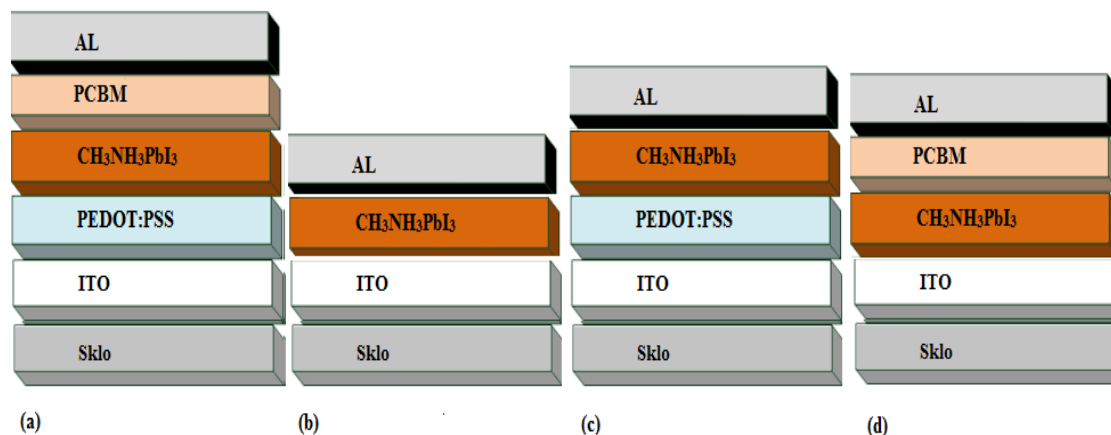 AL
PCBM
CH₃NH₃PbI₃
PEDOT:PSS
ITO
Sklo
(a)
AL
CH₃NH₃PbI₃
ITO
Sklo
(b)
AL
CH₃NH₃PbI₃
PEDOT:PSS
ITO
Sklo
(c)
AL
PCBM
CH₃NH₃PbI₃
ITO
Sklo
(d)